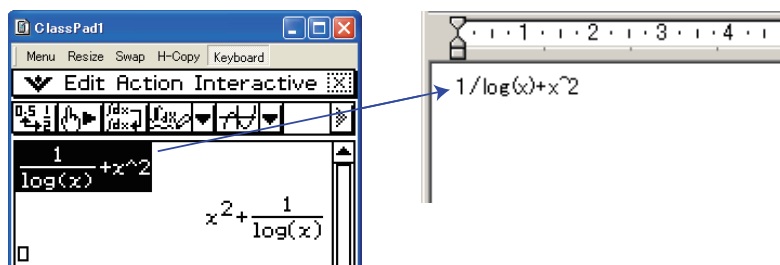 ClassPad1
Menu Resize Swap H-Copy Keyboard
Edit Action Interactive
1/log(x)+x^2
x^2+1/log(x)
1 2 3 4
1/log(x)+x^2